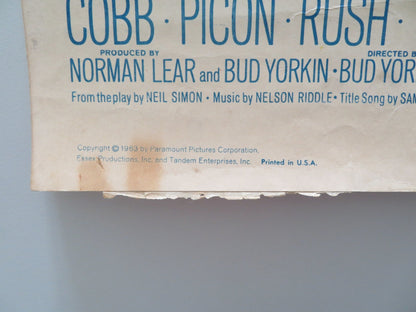 COBB · PICON · RUSH ·
PRODUCED BY
DIRECTED B
NORMAN LEAR and BUD YORKIN · BUD YOR
From the play by NEIL SIMON · Music by NELSON RIDDLE · Title Song by SAM
Copyright © 1963 by Paramount Pictures Corporation,
Essex Productions, Inc. and Tandem Enterprises, Inc. Printed in U.S.A.